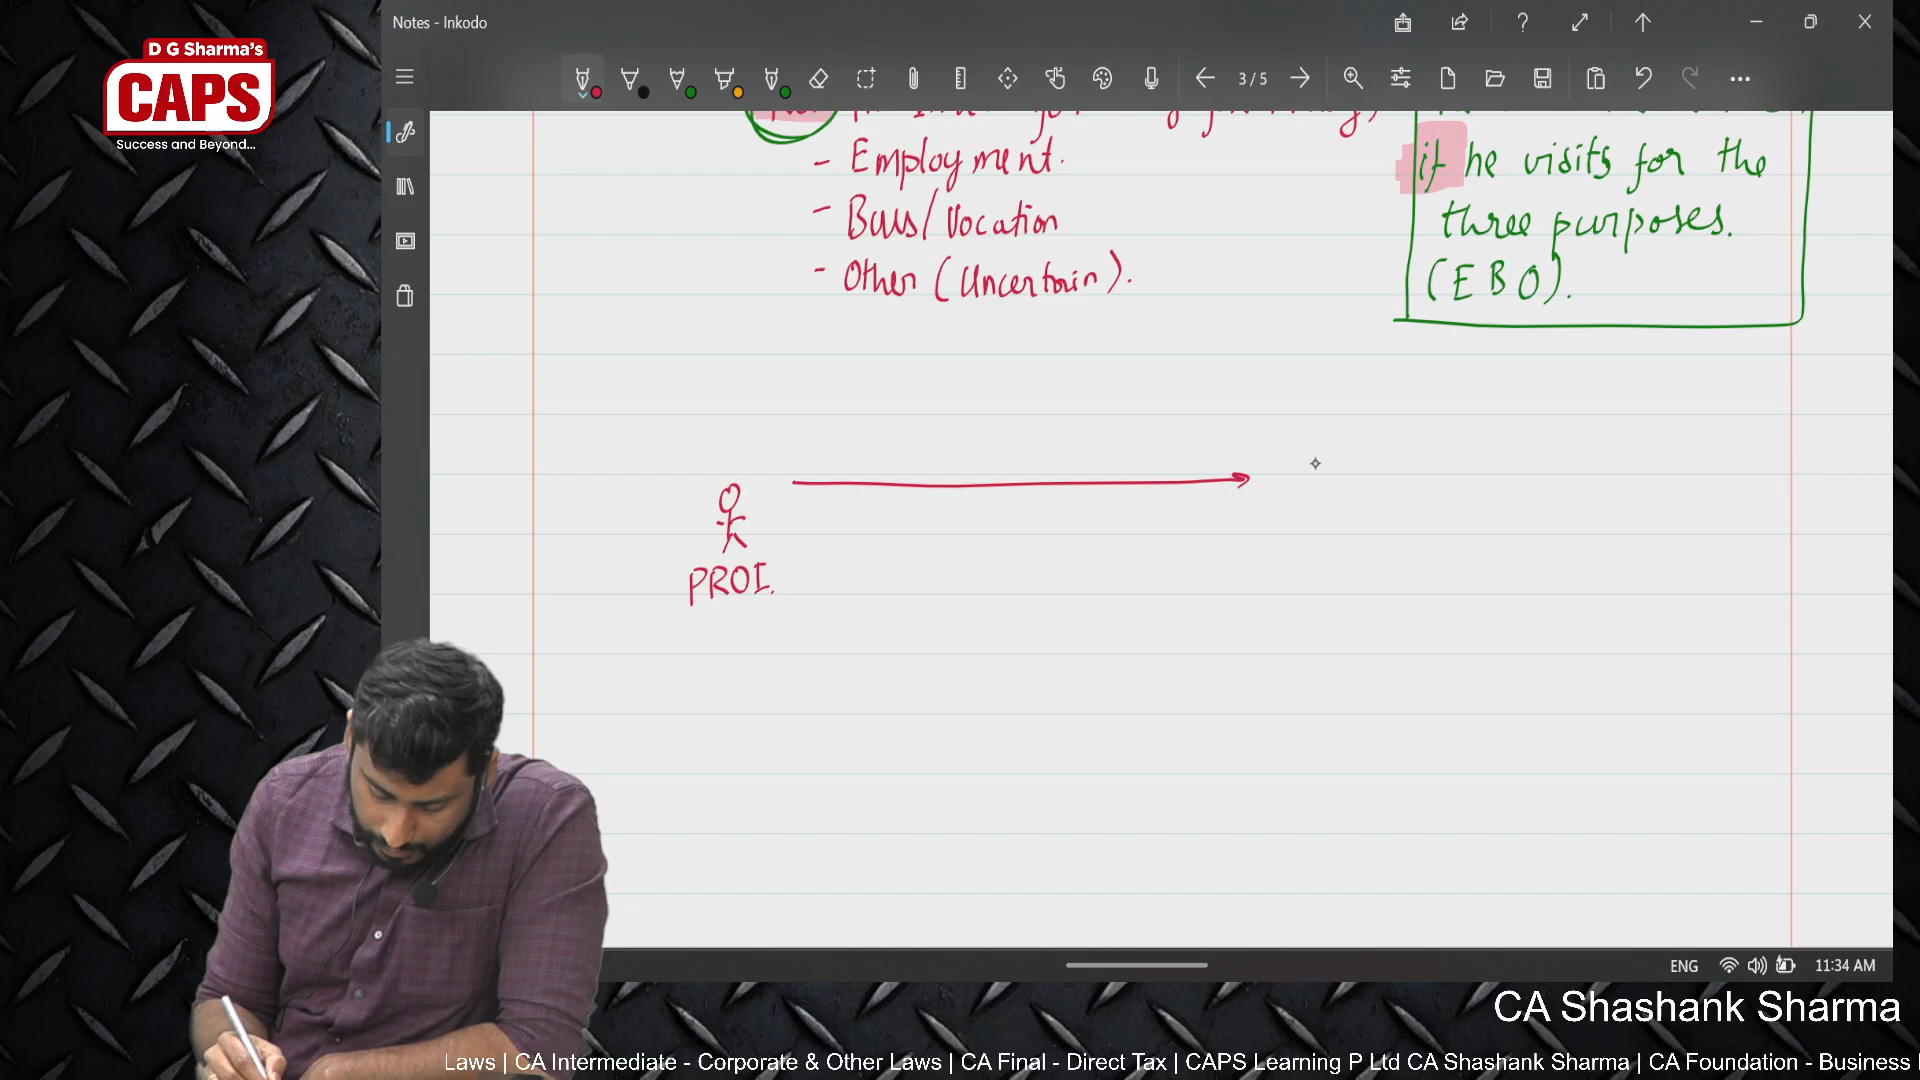 Notes - Inkodo
D G Sharma's
CAPS
Success and Beyond...
3 / 5
- Employment.
- Buss/Vocation
- Other (Uncertain).
if he visits for the
three purposes.
(E B O).
PROI.
ENG
11:34 AM
CA Shashank Sharma
Laws | CA Intermediate - Corporate & Other Laws | CA Final - Direct Tax | CAPS Learning P Ltd CA Shashank Sharma | CA Foundation - Business